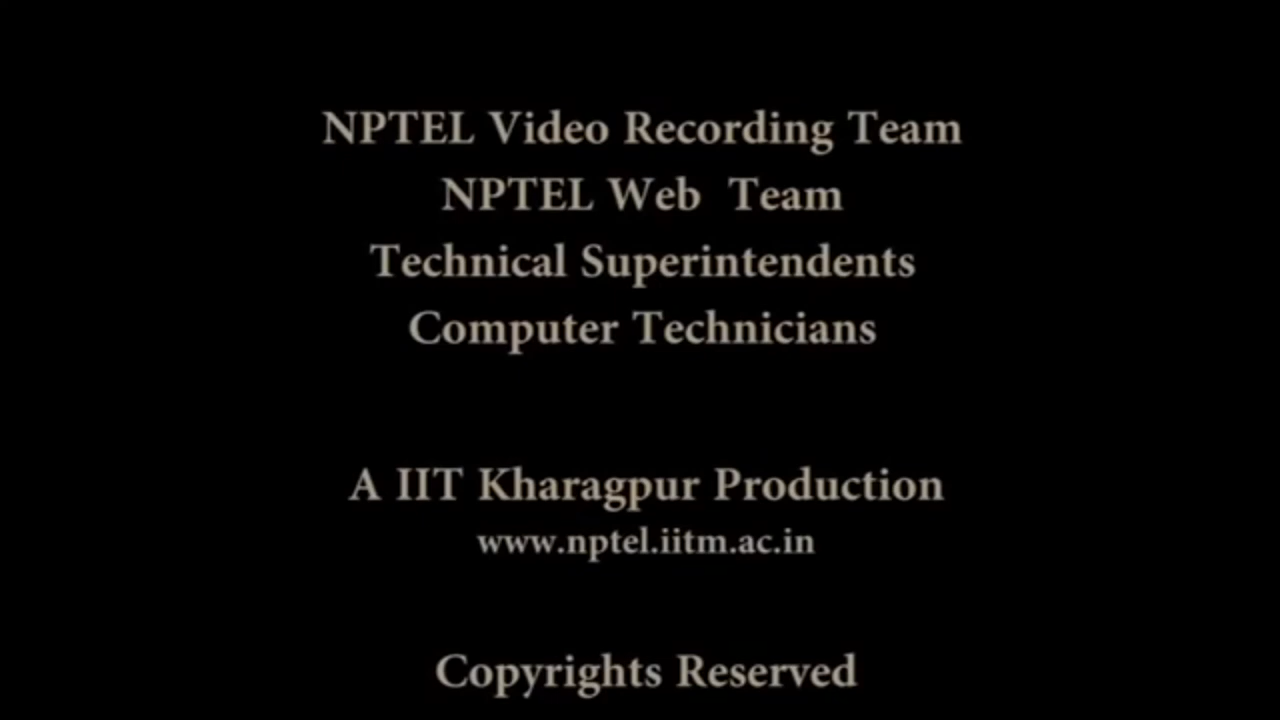 NPTEL Video Recording Team
NPTEL Web Team
Technical Superintendents
Computer Technicians
A IIT Kharagpur Production
www.nptel.iitm.ac.in
Copyrights Reserved